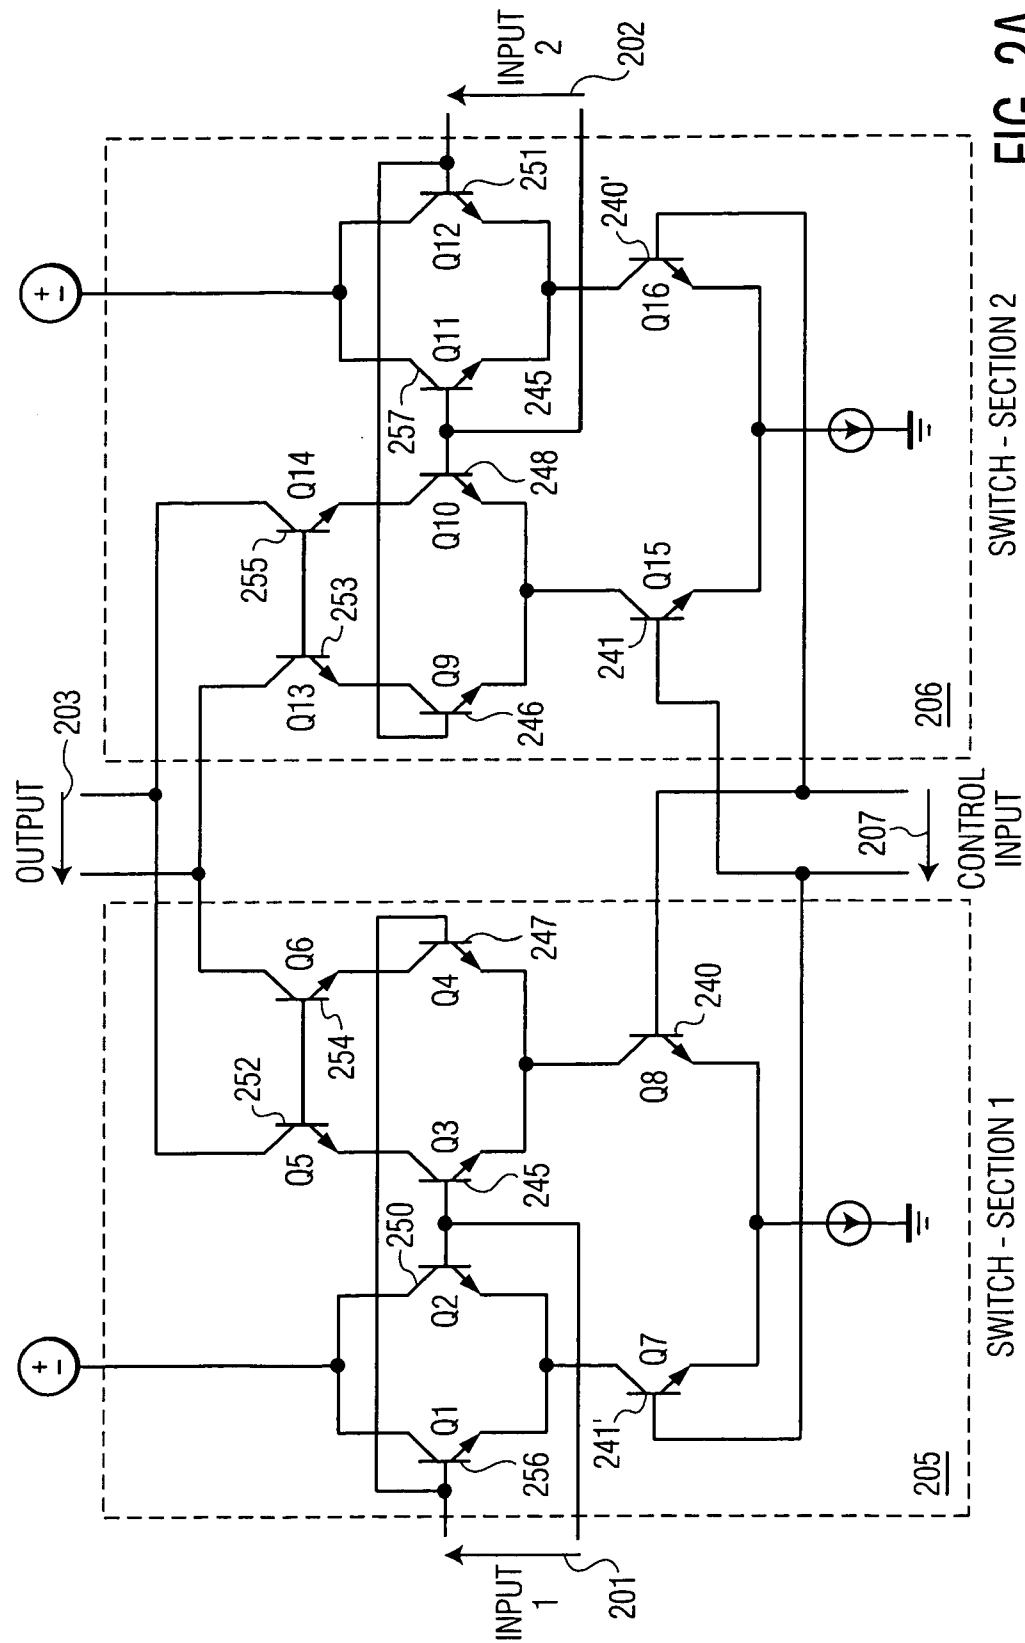 +-
OUTPUT
203
+-
252
Q5
Q6
254
255
Q14
Q13
253
INPUT
1
201
256
Q1
Q2
250
Q3
245
Q4
247
246
Q9
Q10
248
257
Q11
245
Q12
251
INPUT
2
202
241'
Q7
Q8
240
241
Q15
Q16
240'
207
CONTROL
INPUT
205
206
SWITCH - SECTION 1
SWITCH - SECTION 2
FIG. 2A